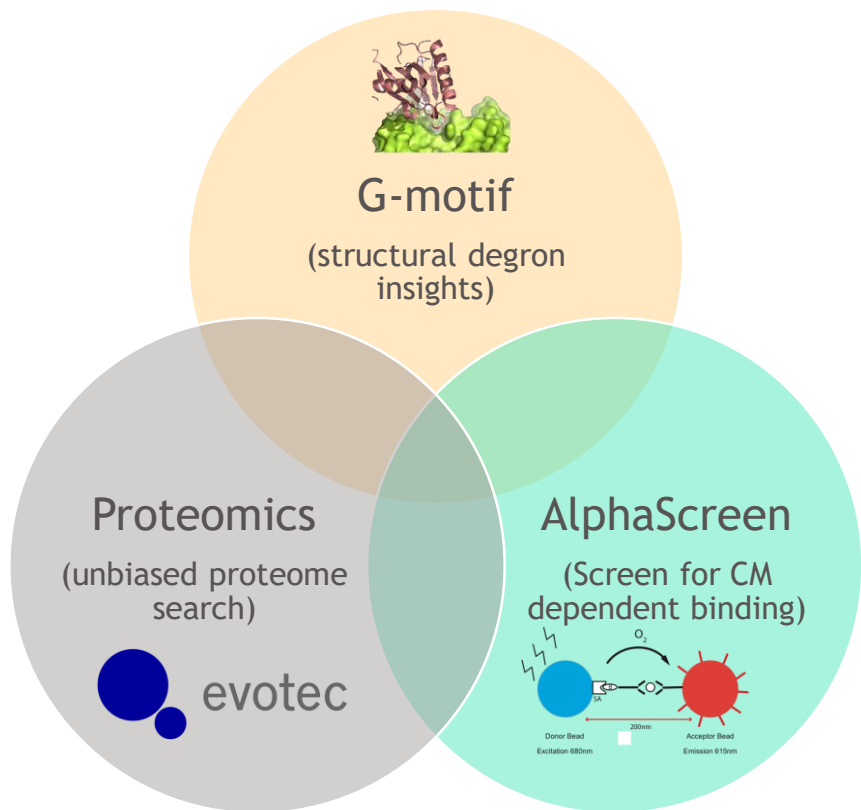 G-motif
(structural degron
insights)
Proteomics
(unbiased proteome
search)
evotec
AlphaScreen
(Screen for CM
dependent binding)
O2
SA
200nm
Donor Bead
Acceptor Bead
Excitation 680nm
Emission 615nm